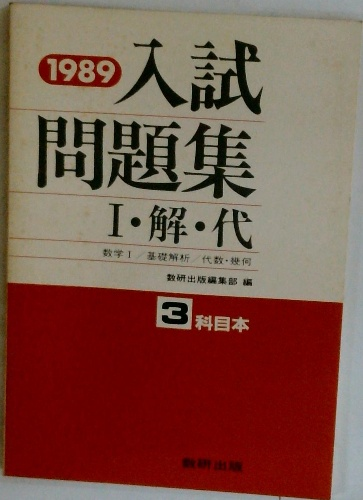 1989 入試
問題集
I・解・代
数学I／基礎解析／代数・幾何
数研出版編集部 編
3 科目本
数研出版